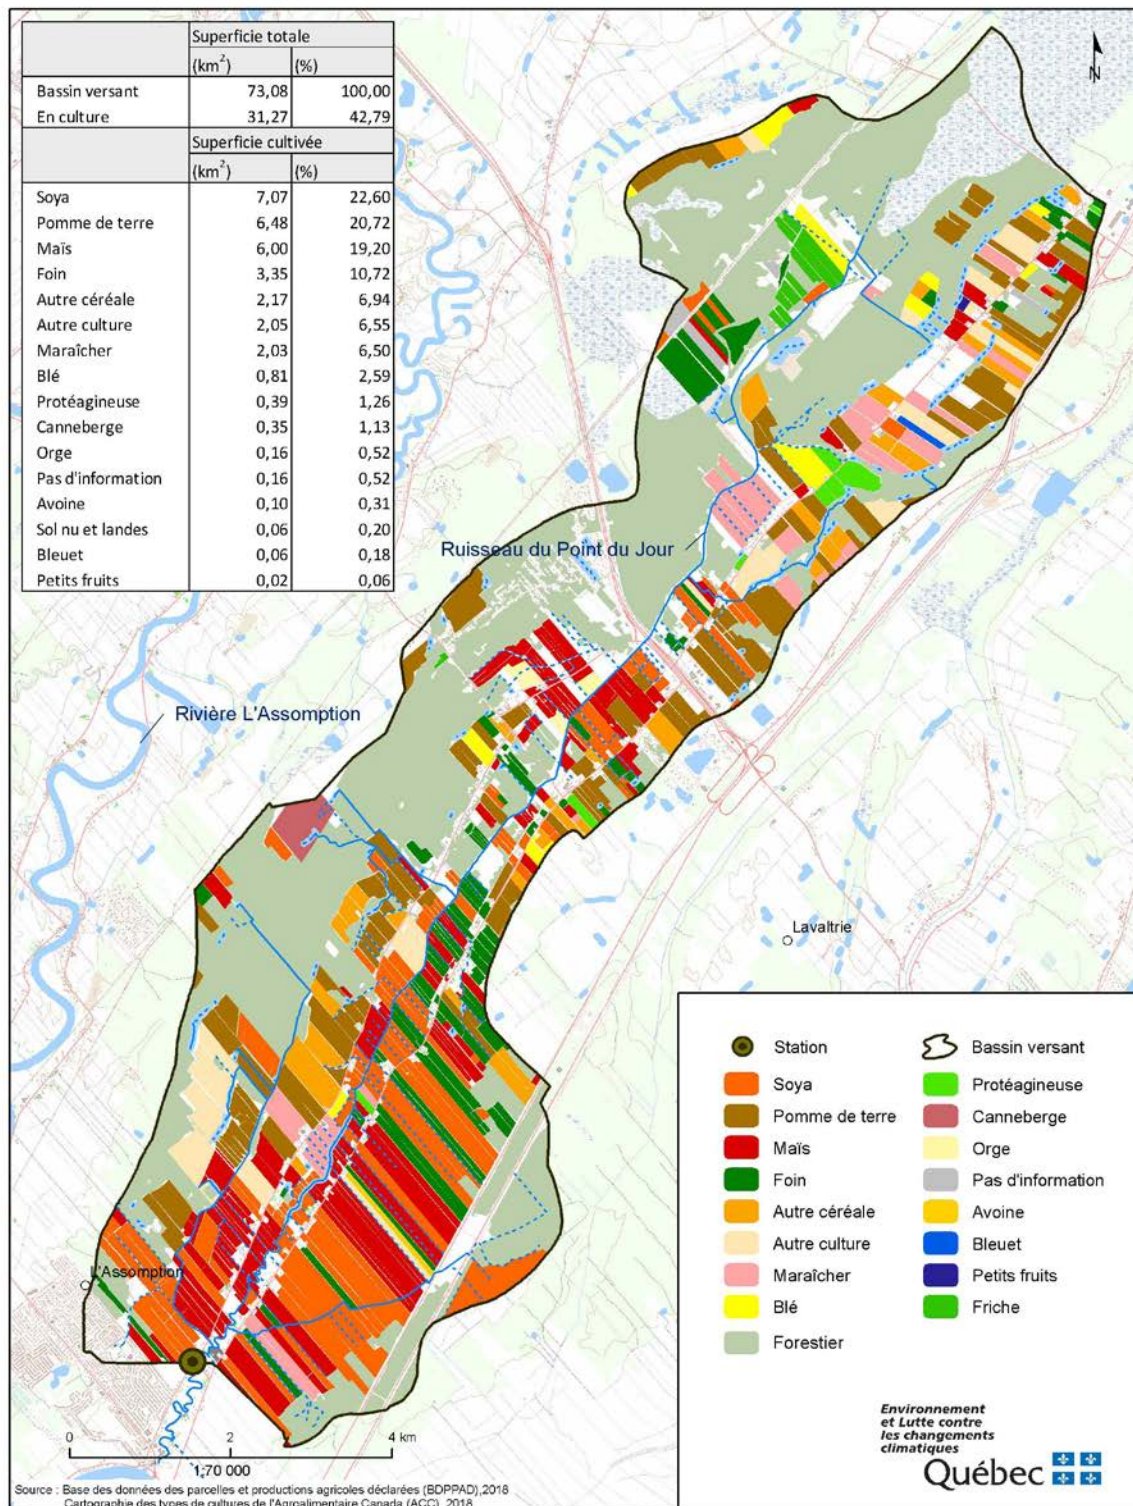 Superficie totale
(km²) (%)
Bassin versant 73,08 100,00
En culture 31,27 42,79
Superficie cultivée
(km²) (%)
Soya 7,07 22,60
Pomme de terre 6,48 20,72
Maïs 6,00 19,20
Foin 3,35 10,72
Autre céréale 2,17 6,94
Autre culture 2,05 6,55
Maraîcher 2,03 6,50
Blé 0,81 2,59
Protéagineuse 0,39 1,26
Canneberge 0,35 1,13
Orge 0,16 0,52
Pas d'information 0,16 0,52
Avoine 0,10 0,31
Sol nu et landes 0,06 0,20
Bleuet 0,06 0,18
Petits fruits 0,02 0,06
N
Ruisseau du Point du Jour
Rivière L'Assomption
Lavaltrie
L'Assomption
Station
Soya
Pomme de terre
Maïs
Foin
Autre céréale
Autre culture
Maraîcher
Blé
Forestier
Bassin versant
Protéagineuse
Canneberge
Orge
Pas d'information
Avoine
Bleuet
Petits fruits
Friche
0 2 4 km
1:70 000
Environnement
et Lutte contre
les changements
climatiques
Québec
Source : Base des données des parcelles et productions agricoles déclarées (BDPPAD),2018
Cartographie des types de cultures de l'Agroalimentaire Canada (ACC), 2018